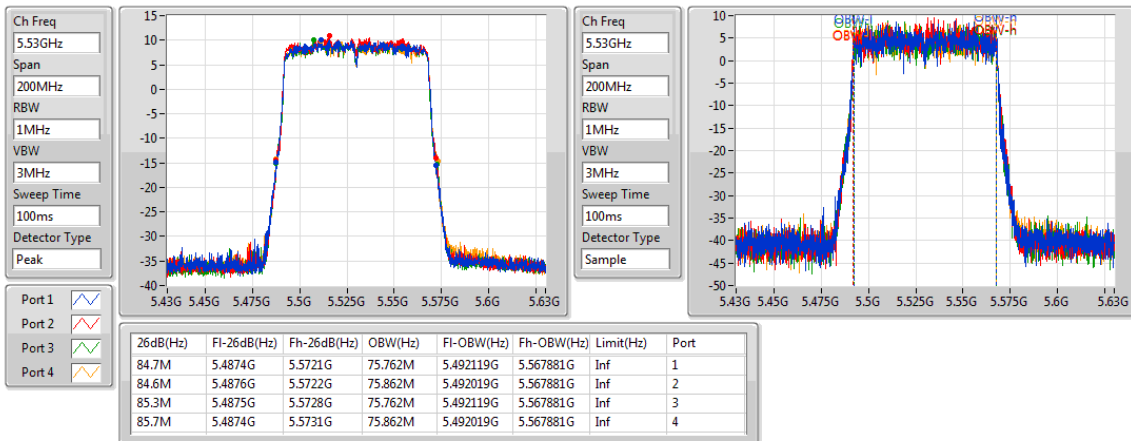 Ch Freq
5.53GHz
Span
200MHz
RBW
1MHz
VBW
3MHz
Sweep Time
100ms
Detector Type
Peak
15
10
5
0
-5
-10
-15
-20
-25
-30
-35
-40
5.43G 5.45G 5.475G 5.5G 5.525G 5.55G 5.575G 5.6G 5.63G
Ch Freq
5.53GHz
Span
200MHz
RBW
1MHz
VBW
3MHz
Sweep Time
100ms
Detector Type
Sample
10
5
0
-5
-10
-15
-20
-25
-30
-35
-40
-45
-50
5.43G 5.45G 5.475G 5.5G 5.525G 5.55G 5.575G 5.6G 5.63G
OBW-l OBW-h
Port 1
Port 2
Port 3
Port 4
26dB(Hz) Fl-26dB(Hz) Fh-26dB(Hz) OBW(Hz) Fl-OBW(Hz) Fh-OBW(Hz) Limit(Hz) Port
84.7M 5.4874G 5.5721G 75.762M 5.492119G 5.567881G Inf 1
84.6M 5.4876G 5.5722G 75.862M 5.492019G 5.567881G Inf 2
85.3M 5.4875G 5.5728G 75.762M 5.492119G 5.567881G Inf 3
85.7M 5.4874G 5.5731G 75.862M 5.492019G 5.567881G Inf 4